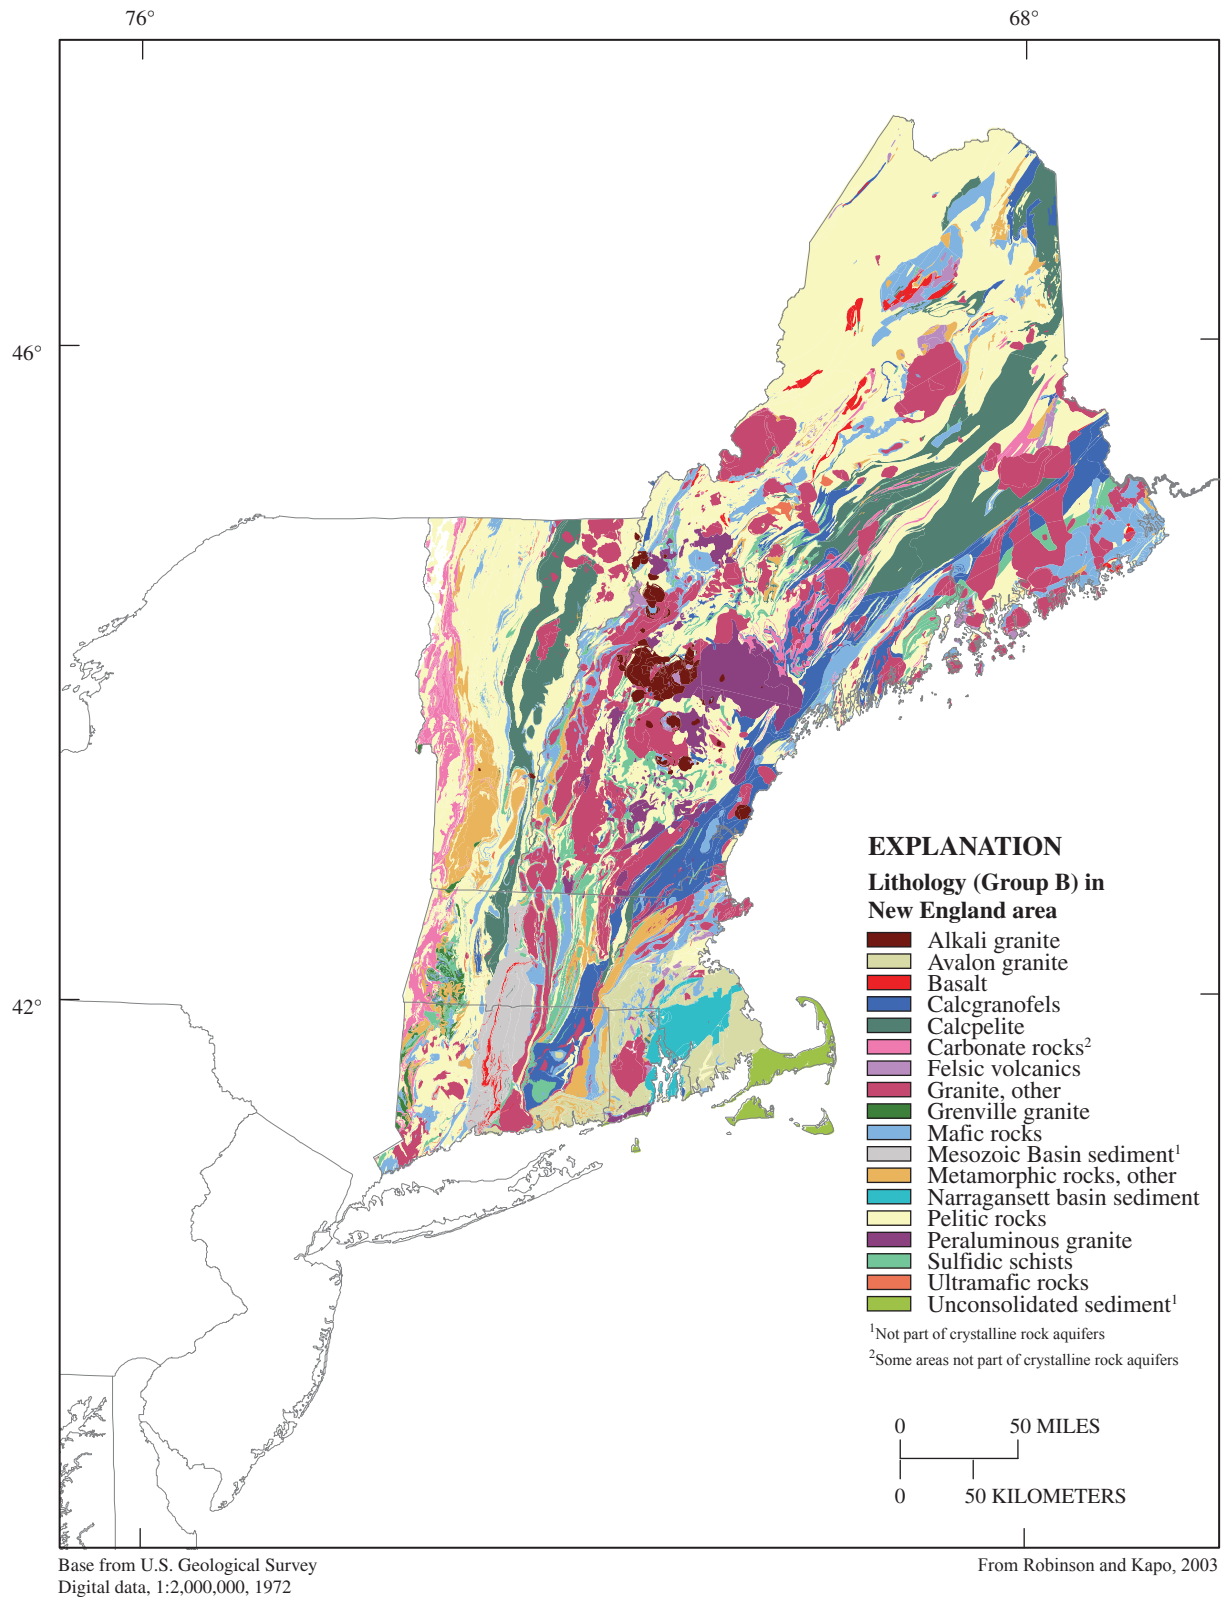 76°
68°
46°
42°
EXPLANATION
Lithology (Group B) in
New England area
Alkali granite
Avalon granite
Basalt
Calcgranofels
Calcpelite
Carbonate rocks²
Felsic volcanics
Granite, other
Grenville granite
Mafic rocks
Mesozoic Basin sediment¹
Metamorphic rocks, other
Narragansett basin sediment
Pelitic rocks
Peraluminous granite
Sulfidic schists
Ultramafic rocks
Unconsolidated sediment¹
¹Not part of crystalline rock aquifers
²Some areas not part of crystalline rock aquifers
0 50 MILES
0 50 KILOMETERS
Base from U.S. Geological Survey
Digital data, 1:2,000,000, 1972
From Robinson and Kapo, 2003